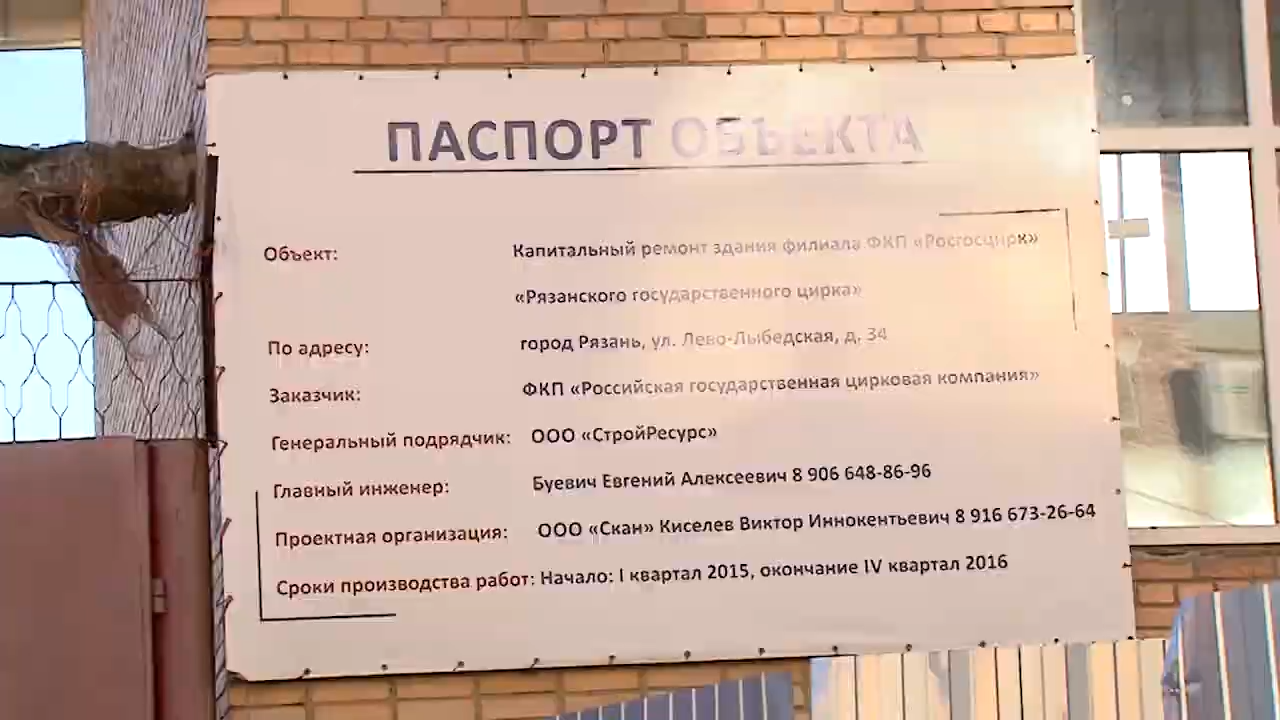 ПАСПОРТ ОБЪЕКТА
Объект: Капитальный ремонт здания филиала ФКП «Росгосцирк»
«Рязанского государственного цирка»
По адресу: город Рязань, ул. Лево-Лыбедская, д. 34
Заказчик: ФКП «Российская государственная цирковая компания»
Генеральный подрядчик: ООО «СтройРесурс»
Главный инженер: Буевич Евгений Алексеевич 8 906 648-86-96
Проектная организация: ООО «Скан» Киселев Виктор Иннокентьевич 8 916 673-26-64
Сроки производства работ: Начало: I квартал 2015, окончание IV квартал 2016